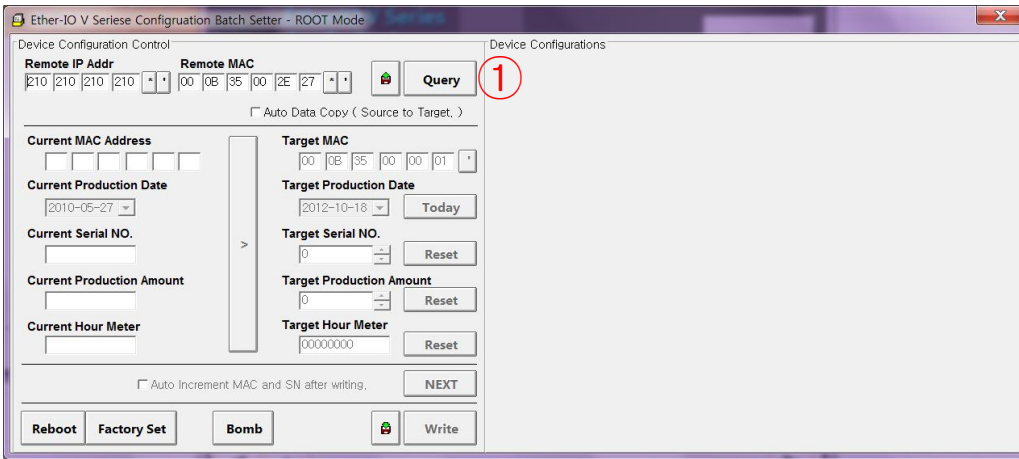 Ether-IO V Seriese Configruation Batch Setter - ROOT Mode
Device Configuration Control
Device Configurations
Remote IP Addr Remote MAC
210 210 210 210 * ' 00 0B 35 00 2E 27 * ' Query ①
Auto Data Copy ( Source to Target, )
Current MAC Address Target MAC
00 0B 35 00 00 01 '
Current Production Date Target Production Date
2010-05-27 2012-10-18 Today
Current Serial NO. Target Serial NO.
> 0 Reset
Current Production Amount Target Production Amount
0 Reset
Current Hour Meter Target Hour Meter
00000000 Reset
Auto Increment MAC and SN after writing, NEXT
Reboot Factory Set Bomb Write